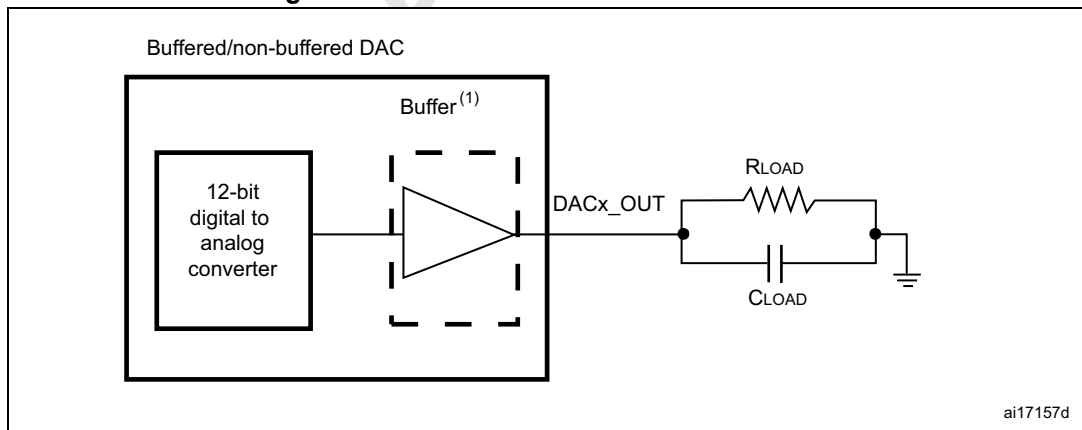 Buffered/non-buffered DAC
Buffer (1)
12-bit
digital to
analog
converter
DACx_OUT
RLOAD
CLOAD
ai17157d